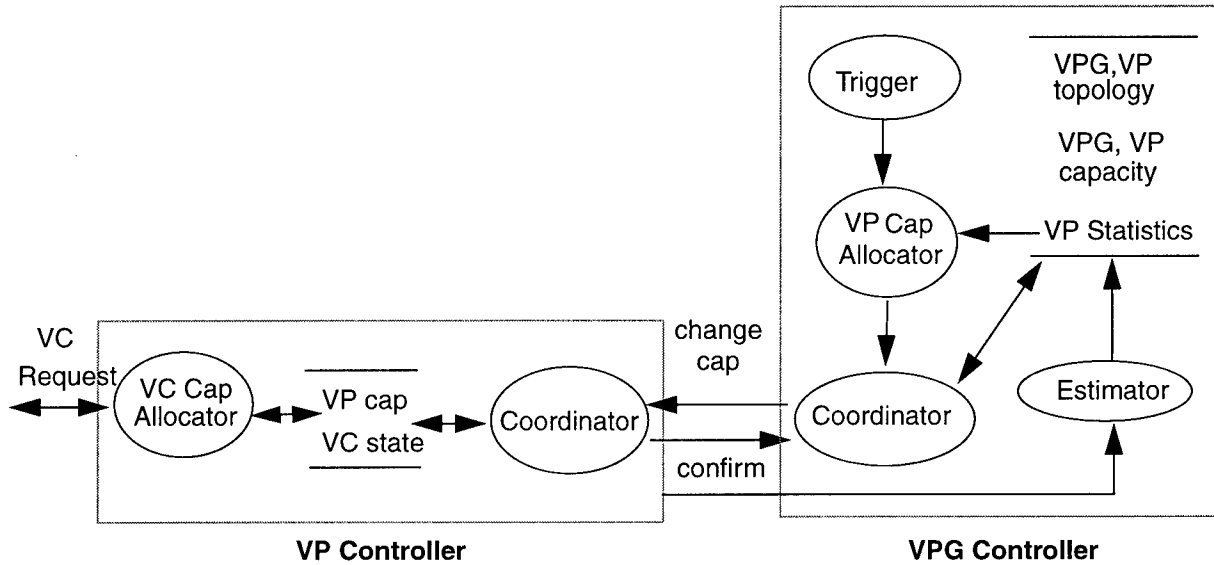 Trigger
VPG,VP
topology
VPG, VP
capacity
VP Cap
Allocator
VP Statistics
VC
Request
VC Cap
Allocator
VP cap
VC state
Coordinator
change
cap
confirm
Coordinator
Estimator
VP Controller
VPG Controller